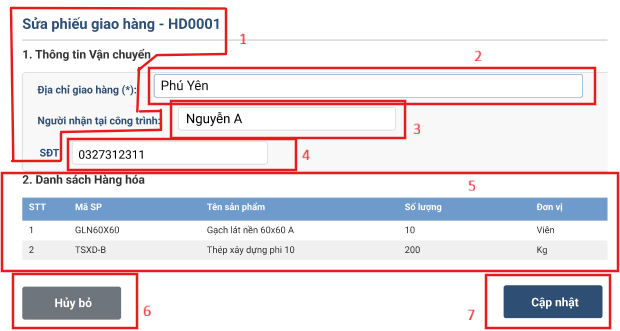 Sửa phiếu giao hàng - HD0001
1
1. Thông tin Vận chuyển
2
Địa chỉ giao hàng (*): Phú Yên
Người nhận tại công trình: Nguyễn A
3
SĐT 0327312311
4
2. Danh sách Hàng hóa
5
STT Mã SP Tên sản phẩm Số lượng Đơn vị
1 GLN60X60 Gạch lát nền 60x60 A 10 Viên
2 TSXD-B Thép xây dựng phi 10 200 Kg
Hủy bỏ 6 7 Cập nhật